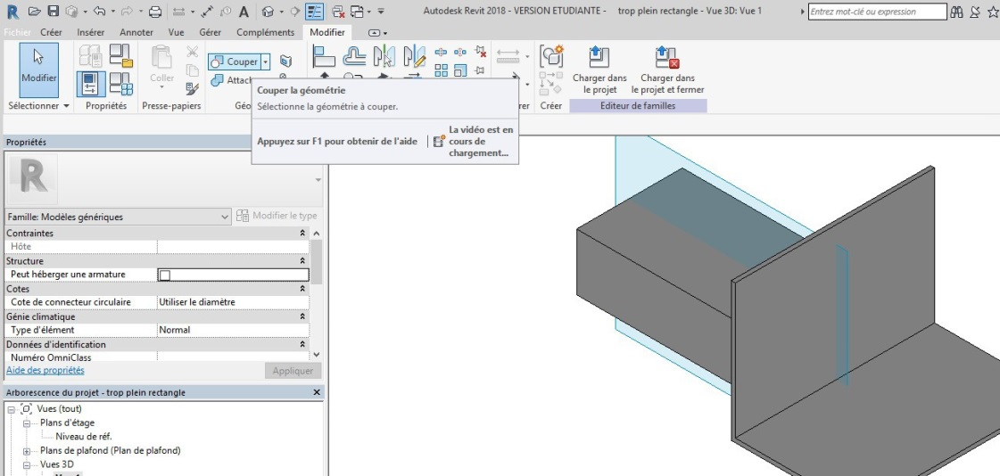 Autodesk Revit 2018 - VERSION ETUDIANTE - trop plein rectangle - Vue 3D: Vue 1
Entrez mot-clé ou expression
Fichier Créer Insérer Annoter Vue Gérer Compléments Modifier
Modifier
Coller
Couper
Attach
Charger dans
le projet
Charger dans
le projet et fermer
Sélectionner
Propriétés
Presse-papiers
Géo
rer
Créer
Editeur de familles
Couper la géométrie
Sélectionne la géométrie à couper.
Appuyez sur F1 pour obtenir de l'aide
La vidéo est en
cours de
chargement...
Propriétés
R
Famille: Modèles génériques
Modifier le type
Contraintes
Hôte
Structure
Peut héberger une armature
Cotes
Cote de connecteur circulaire Utiliser le diamètre
Génie climatique
Type d'élément Normal
Données d'identification
Numéro OmniClass
Aide des propriétés
Appliquer
Arborescence du projet - trop plein rectangle
Vues (tout)
Plans d'étage
Niveau de réf.
Plans de plafond (Plan de plafond)
Vues 3D